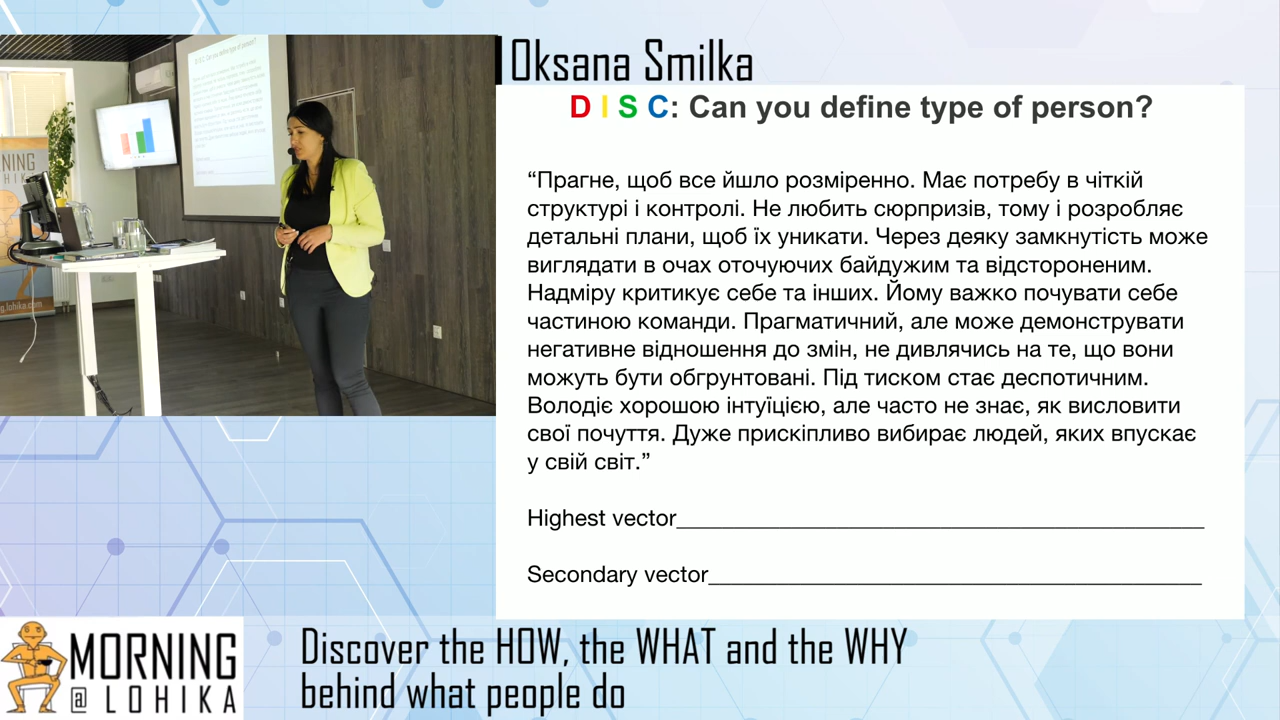 Oksana Smilka
D I S C: Can you define type of person?
“Прагне, щоб все йшло розміренно. Має потребу в чіткій
структурі і контролі. Не любить сюрпризів, тому і розробляє
детальні плани, щоб їх уникати. Через деяку замкнутість може
виглядати в очах оточуючих байдужим та відстороненим.
Надміру критикує себе та інших. Йому важко почувати себе
частиною команди. Прагматичний, але може демонструвати
негативне відношення до змін, не дивлячись на те, що вони
можуть бути обгрунтовані. Під тиском стає деспотичним.
Володіє хорошою інтуїцією, але часто не знає, як висловити
свої почуття. Дуже прискіпливо вибирає людей, яких впускає
у свій світ.”
Highest vector
Secondary vector
MORNING
@ LOHIKA
Discover the HOW, the WHAT and the WHY
behind what people do